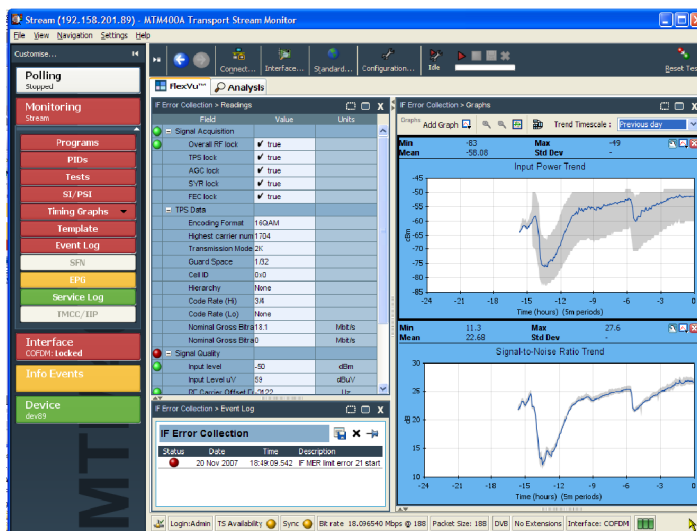 Stream (192.158.201.89) - MTM400A Transport Stream Monitor
File View Navigation Settings Help
Customise...
Connect... Interface... Standard... Configuration... Idle Reset Test
Polling
Stopped
FlexVu™ Analysis
Monitoring
Stream
Programs
PIDs
Tests
SI/PSI
Timing Graphs
Template
Event Log
SFN
EPG
Service Log
TMCC/IIP
Interface
COFDM: Locked
Info Events
Device
dev89
MTM
IF Error Collection > Readings
Field Value Units
Signal Acquisition
Overall RF lock true
TPS lock true
AGC lock true
SYR lock true
FEC lock true
TPS Data
Encoding Format 16QAM
Highest carrier num 1704
Transmission Mode 2K
Guard Space 1/32
Cell ID 0x0
Hierarchy None
Code Rate (Hi) 3/4
Code Rate (Lo) None
Nominal Gross Bitra 18.1 Mbit/s
Nominal Gross Bitra 0 Mbit/s
Signal Quality
Input level -50 dBm
Input Level uV 59 dBuV
IF Error Collection > Event Log
IF Error Collection
Status Date Time Description
20 Nov 2007 18:49:09.542 IF MER limit error 21 start
IF Error Collection > Graphs
Graphs Add Graph Trend Timescale : Previous day
Min -83 Max -49
Mean -58.08 Std Dev -
Input Power Trend
-45
-50
-55
-60
-65
-70
-75
-80
-85
dBm
-24 -21 -18 -15 -12 -9 -6 -3 0
Time (hours) (5m periods)
Min 11.3 Max 27.6
Mean 22.68 Std Dev -
Signal-to-Noise Ratio Trend
30
25
20
15
10
dBm
-24 -21 -18 -15 -12 -9 -6 -3 0
Time (hours) (5m periods)
Login:Admin TS Availability Sync Bit rate 18.096540 Mbps @ 188 Packet Size: 188 DVB No Extensions Interface: COFDM